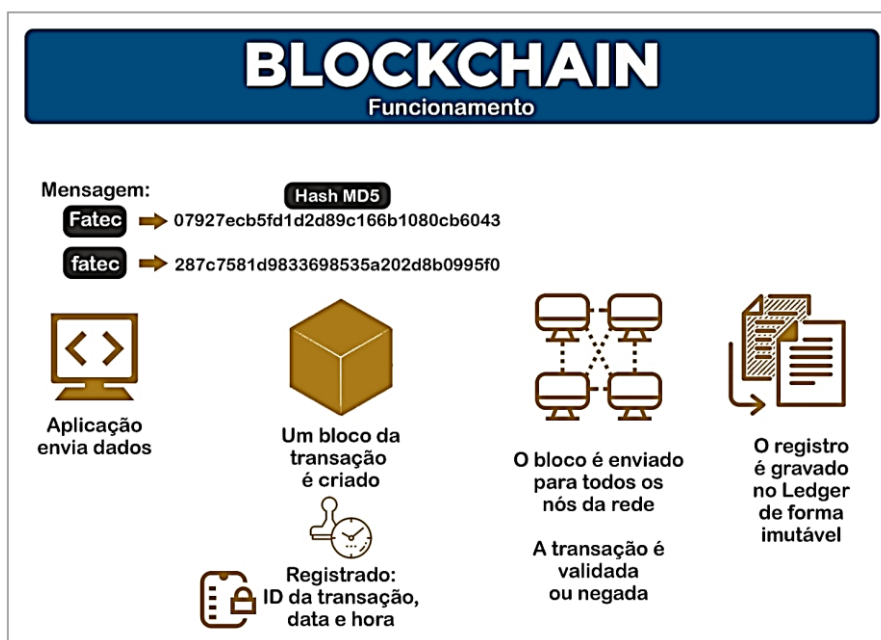 BLOCKCHAIN
Funcionamento
Mensagem:
Hash MD5
Fatec
07927ecb5fd1d2d89c166b1080cb6043
fatec
287c7581d9833698535a202d8b0995f0
Aplicação
envia dados
Um bloco da
transação
é criado
Registrado:
ID da transação,
data e hora
O bloco é enviado
para todos os
nós da rede
A transação é
validada
ou negada
O registro
é gravado
no Ledger
de forma
imutável